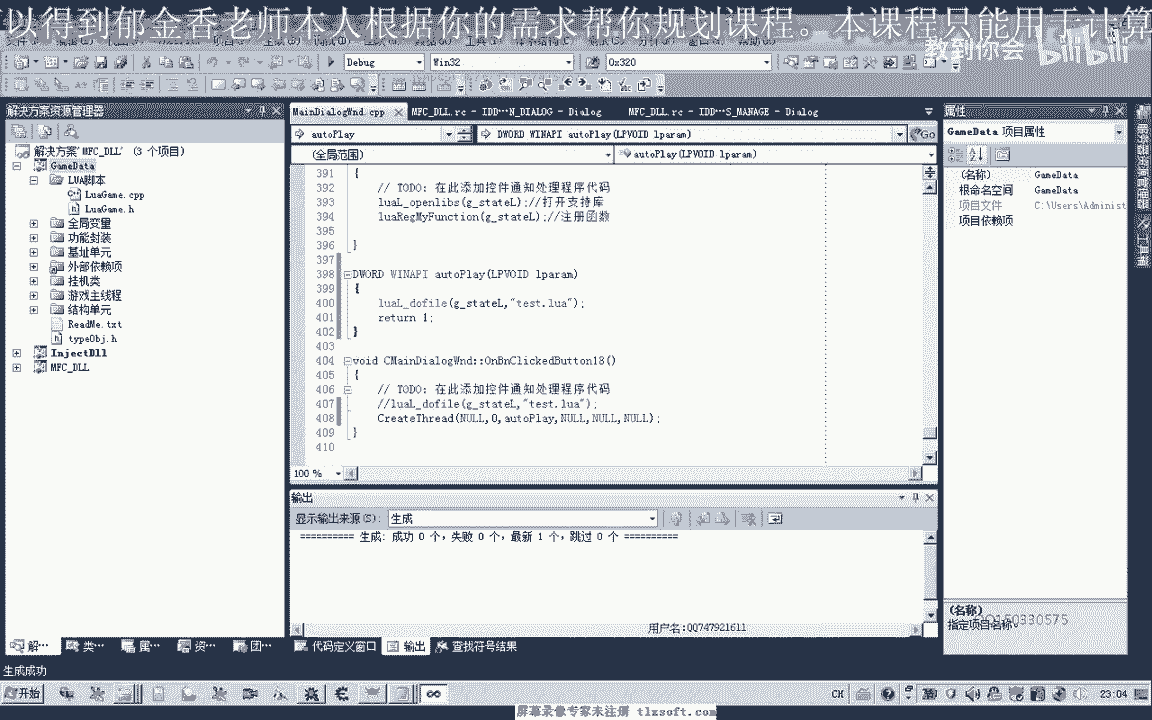 以得到郁金香老师本人根据你的需求帮你规划课程。本课程只能用于计算
教到你会 bilibili
Debug Win32 0x320
解决方案资源管理器
解决方案'MFC_DLL' (3 个项目)
GameData
LUA脚本
LuaGame.cpp
LuaGame.h
全局变量
功能封装
基址单元
外部依赖项
挂机类
游戏主线程
结构单元
ReadMe.txt
typeObj.h
InjectDll
MFC_DLL
解… 类… 属… 资… 团…
MainDialogWnd.cpp MFC_DLL.rc - IDD…N_DIALOG - Dialog MFC_DLL.rc - IDD…S_MANAGE - Dialog
autoPlay DWORD WINAPI autoPlay(LPVOID lparam) Go
(全局范围) autoPlay(LPVOID lparam)
391 {
392 // TODO: 在此添加控件通知处理程序代码
393 luaL_openlibs(g_stateL);//打开支持库
394 luaRegMyFunction(g_stateL);//注册函数
395
396 }
397
398 DWORD WINAPI autoPlay(LPVOID lparam)
399 {
400 luaL_dofile(g_stateL,"test.lua");
401 return 1;
402 }
403
404 void CMainDialogWnd::OnBnClickedButton18()
405 {
406 // TODO: 在此添加控件通知处理程序代码
407 //luaL_dofile(g_stateL,"test.lua");
408 CreateThread(NULL,0,autoPlay,NULL,NULL,NULL);
409 }
410
100 %
输出
显示输出来源(S): 生成
========== 生成: 成功 0 个，失败 0 个，最新 1 个，跳过 0 个 ==========
用户名:QQ747921611
代码定义窗口 输出 查找符号结果
属性
GameData 项目属性
(名称) GameData
根命名空间 GameData
项目文件 C:\Users\Administ
项目依赖项
(名称)
指定项目名称。
工具箱
生成成功
开始 CH 23:04
屏幕录像专家未注册 tlxsoft.com